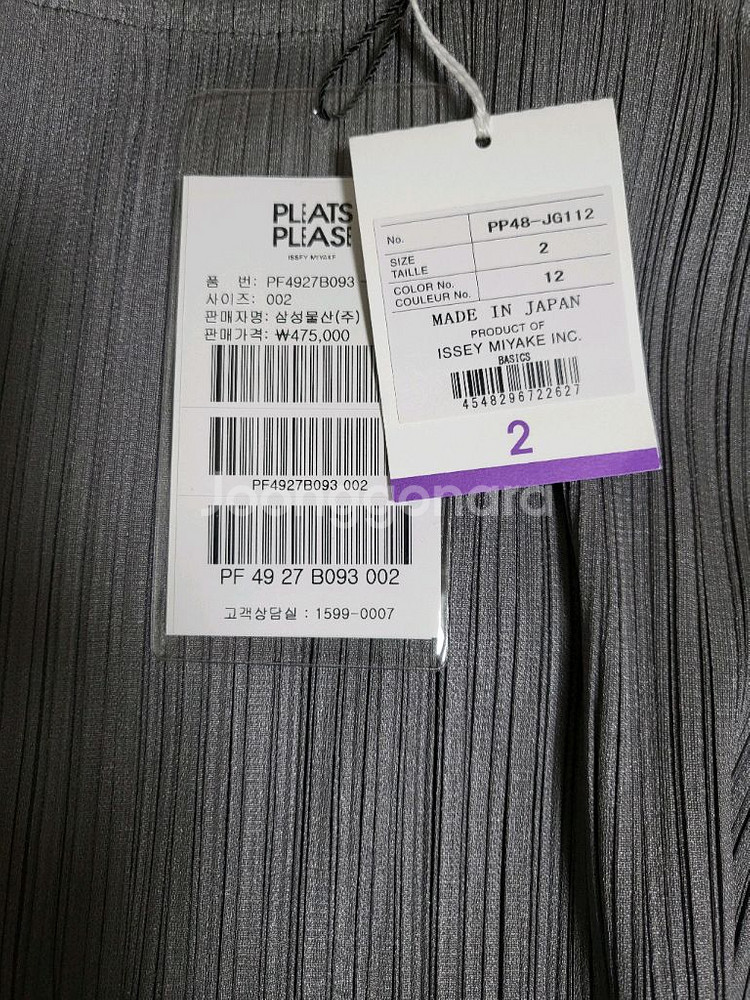 PLEATS
PLEASE
ISSEY MIYAKE
품 번: PF4927B093 -
사이즈: 002
판매자명: 삼성물산(주)
판매가격: ₩475,000
PF4927B093 002
PF 49 27 B093 002
고객상담실 : 1599-0007
No. PP48-JG112
SIZE
TAILLE 2
COLOR No.
COULEUR No. 12
MADE IN JAPAN
PRODUCT OF
ISSEY MIYAKE INC.
BASICS
4548296722627
2
Joonggonara